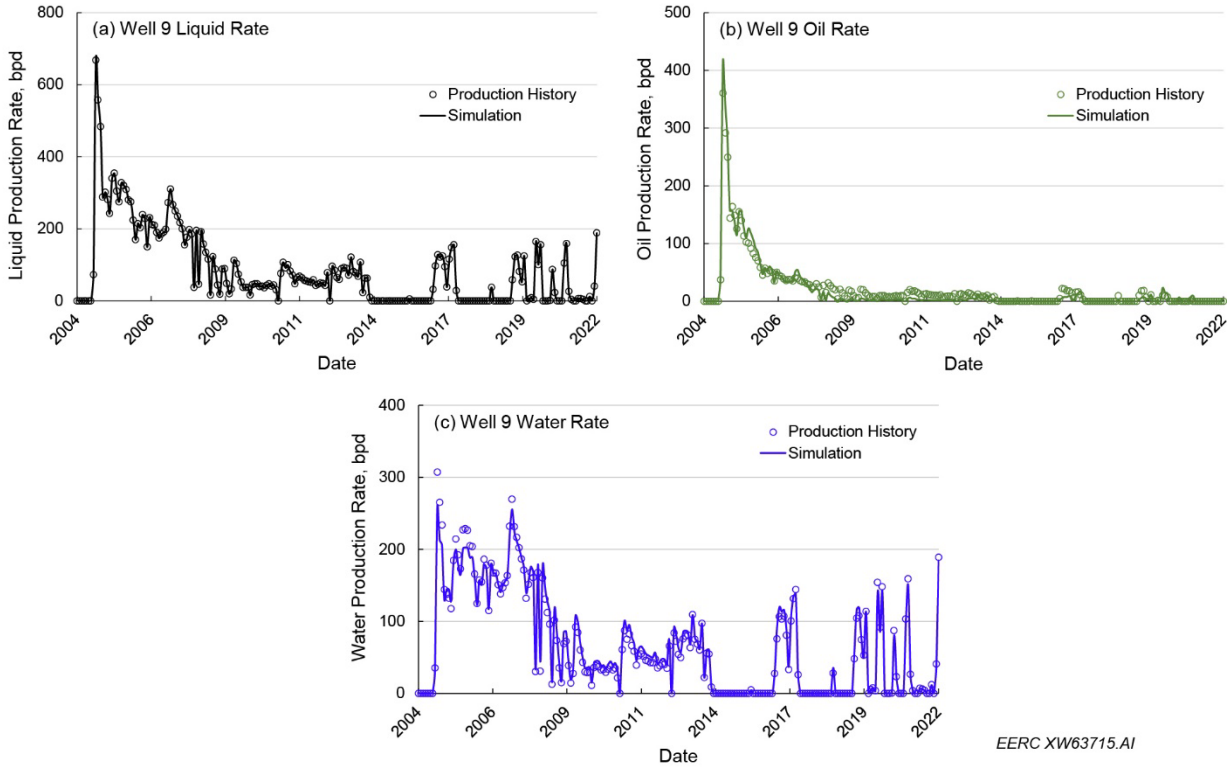 (a) Well 9 Liquid Rate
Liquid Production Rate, bpd
800
600
400
200
0
Production History
Simulation
2004
2006
2009
2011
2014
2017
2019
2022
Date
(b) Well 9 Oil Rate
Oil Production Rate, bpd
500
400
300
200
100
0
Production History
Simulation
2004
2006
2009
2011
2014
2017
2019
2022
Date
(c) Well 9 Water Rate
Water Production Rate, bpd
400
300
200
100
0
Production History
Simulation
2004
2006
2009
2011
2014
2017
2019
2022
Date
EERC XW63715.AI